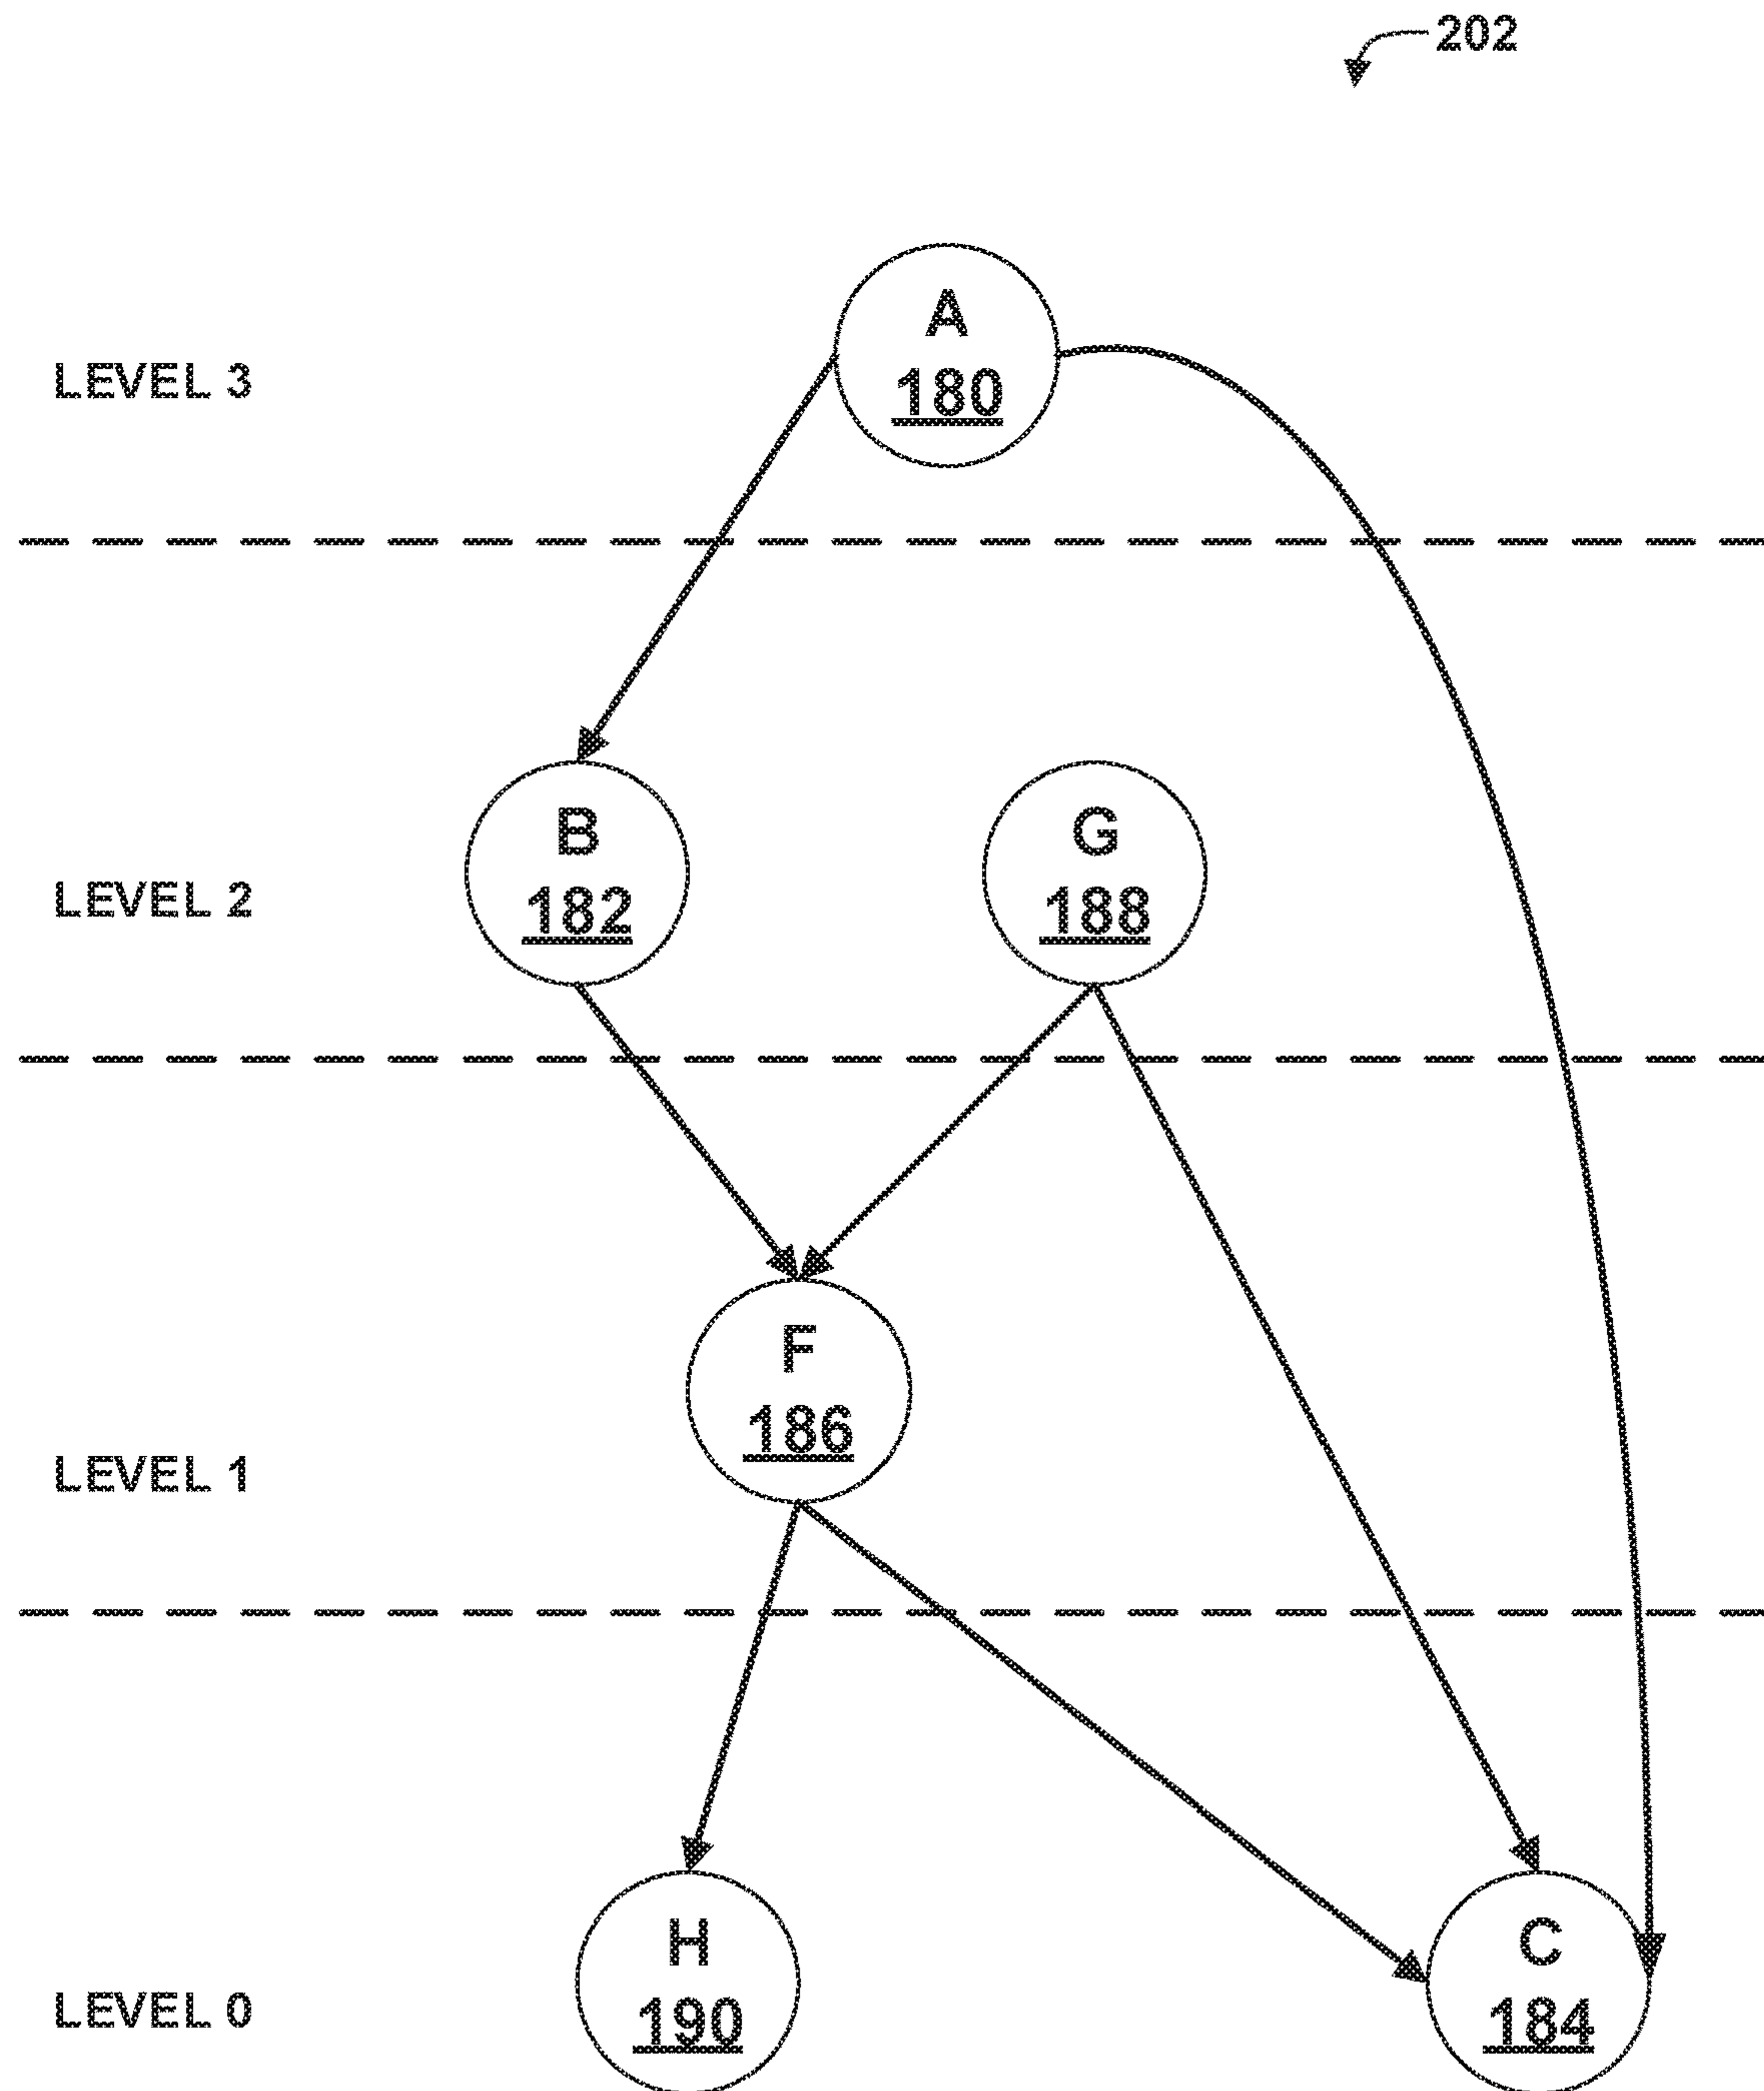 202
A
180
LEVEL 3
B
182
G
188
LEVEL 2
F
186
LEVEL 1
H
190
C
184
LEVEL 0